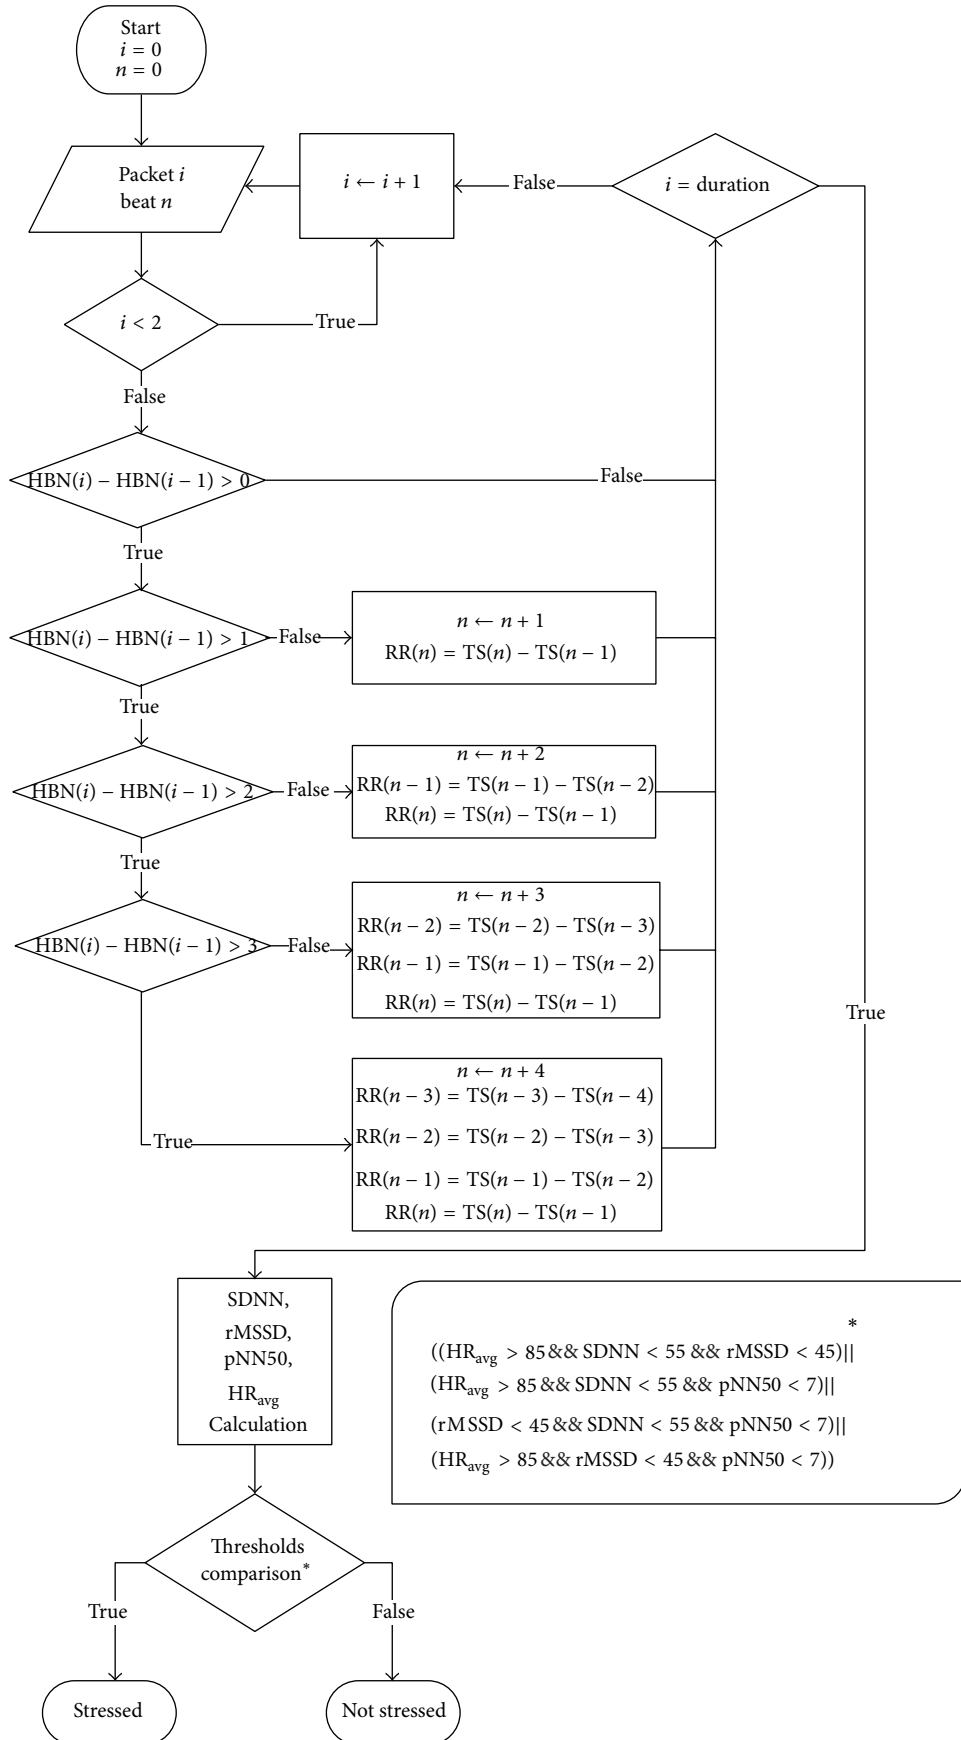 Start
i = 0
n = 0
Packet i
beat n
i ← i + 1
False
i = duration
i < 2
True
False
HBN(i) − HBN(i − 1) > 0
False
True
HBN(i) − HBN(i − 1) > 1
False
n ← n + 1
RR(n) = TS(n) − TS(n − 1)
True
HBN(i) − HBN(i − 1) > 2
False
n ← n + 2
RR(n − 1) = TS(n − 1) − TS(n − 2)
RR(n) = TS(n) − TS(n − 1)
True
HBN(i) − HBN(i − 1) > 3
False
n ← n + 3
RR(n − 2) = TS(n − 2) − TS(n − 3)
RR(n − 1) = TS(n − 1) − TS(n − 2)
RR(n) = TS(n) − TS(n − 1)
True
True
n ← n + 4
RR(n − 3) = TS(n − 3) − TS(n − 4)
RR(n − 2) = TS(n − 2) − TS(n − 3)
RR(n − 1) = TS(n − 1) − TS(n − 2)
RR(n) = TS(n) − TS(n − 1)
SDNN,
rMSSD,
pNN50,
HRavg
Calculation
*
((HRavg > 85 && SDNN < 55 && rMSSD < 45)||
(HRavg > 85 && SDNN < 55 && pNN50 < 7)||
(rMSSD < 45 && SDNN < 55 && pNN50 < 7)||
(HRavg > 85 && rMSSD < 45 && pNN50 < 7))
Thresholds
comparison*
True
False
Stressed
Not stressed